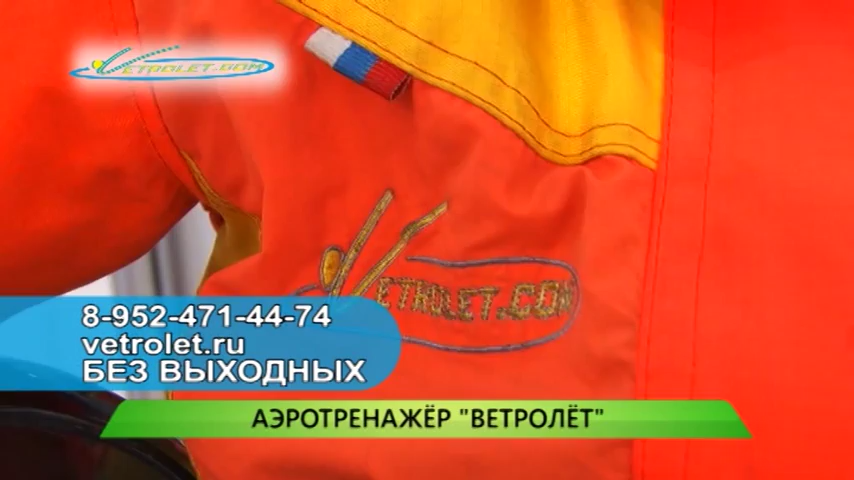 VETROLET.COM
VETROLET.COM
8-952-471-44-74
vetrolet.ru
БЕЗ ВЫХОДНЫХ
АЭРОТРЕНАЖЁР "ВЕТРОЛЁТ"